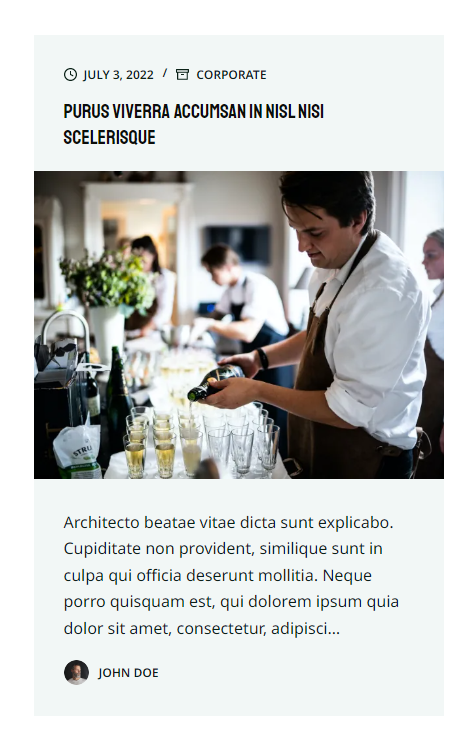 JULY 3, 2022 / CORPORATE
PURUS VIVERRA ACCUMSAN IN NISL NISI
SCELERISQUE
Architecto beatae vitae dicta sunt explicabo.
Cupiditate non provident, similique sunt in
culpa qui officia deserunt mollitia. Neque
porro quisquam est, qui dolorem ipsum quia
dolor sit amet, consectetur, adipisci…
JOHN DOE